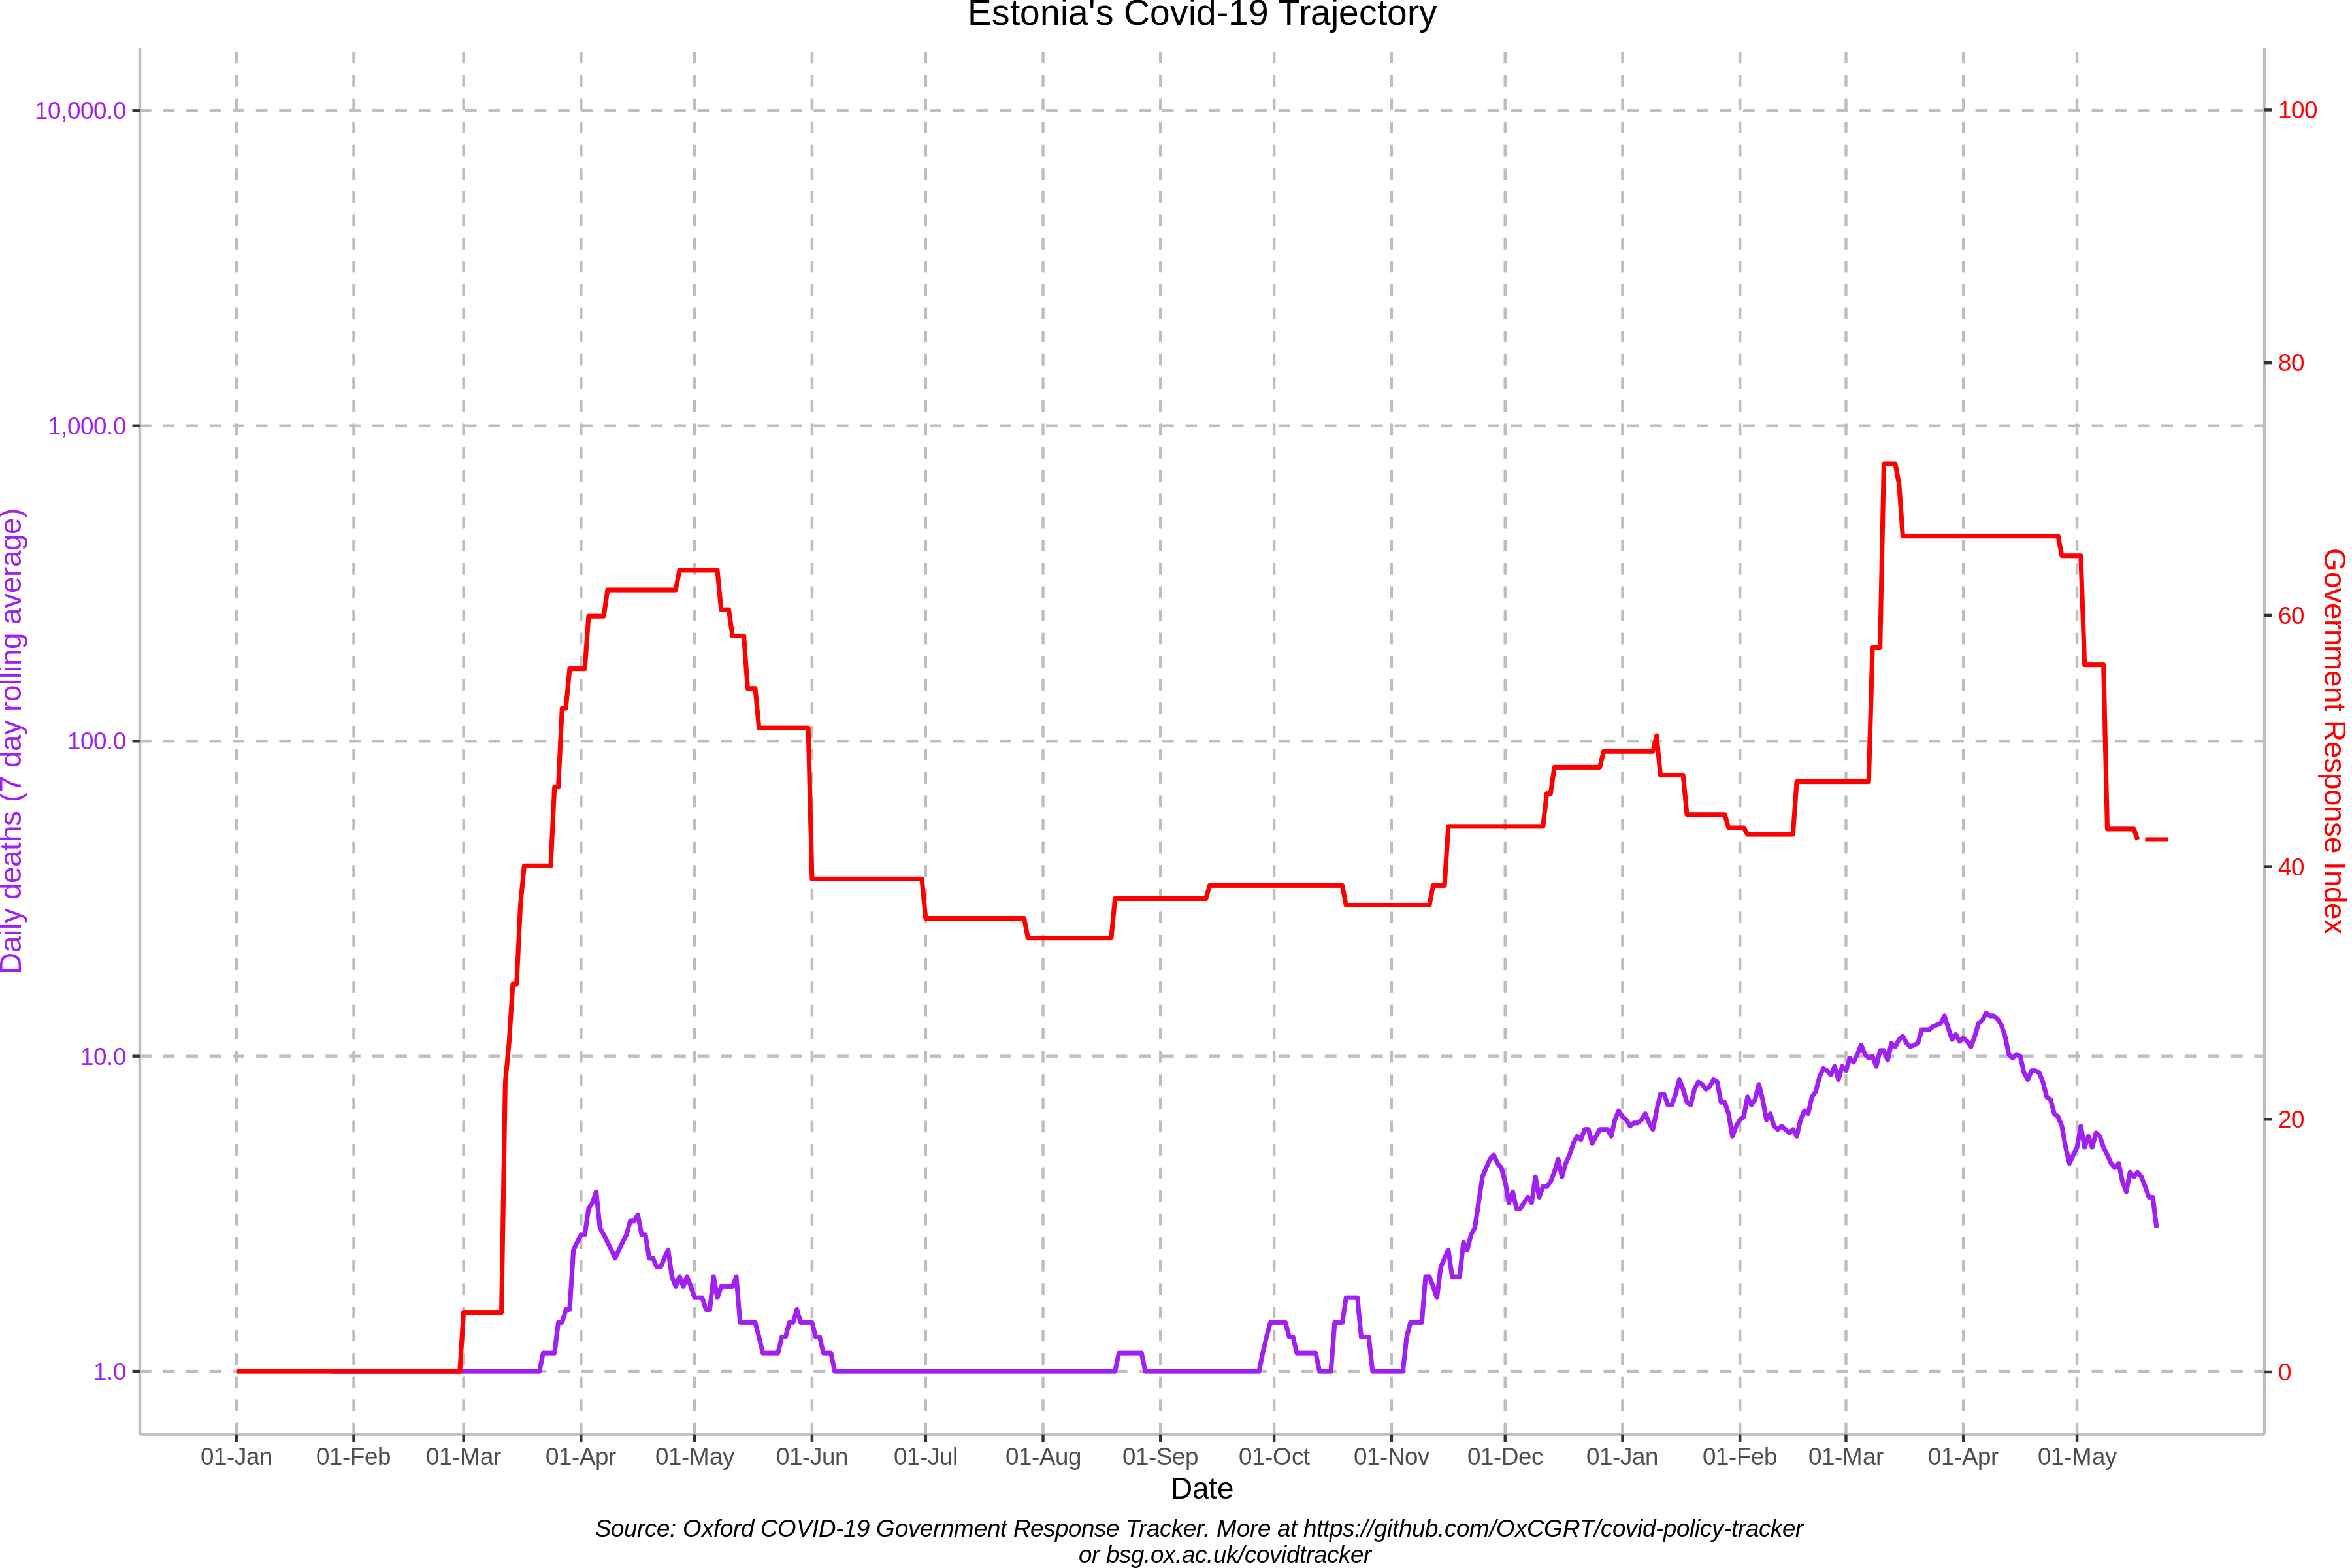 Estonia's Covid-19 Trajectory
10,000.0
1,000.0
100.0
10.0
1.0
Daily deaths (7 day rolling average)
100
80
60
40
20
0
Government Response Index
01-Jan 01-Feb 01-Mar 01-Apr 01-May 01-Jun 01-Jul 01-Aug 01-Sep 01-Oct 01-Nov 01-Dec 01-Jan 01-Feb 01-Mar 01-Apr 01-May
Date
Source: Oxford COVID-19 Government Response Tracker. More at https://github.com/OxCGRT/covid-policy-tracker
or bsg.ox.ac.uk/covidtracker